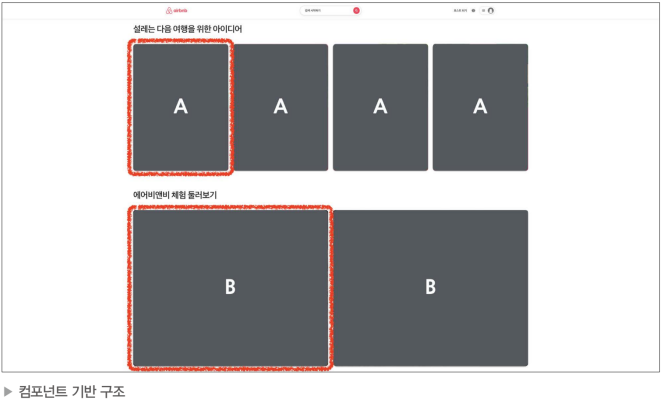 airbnb
설레는 다음 여행을 위한 아이디어
A A A A
에어비앤비 체험 둘러보기
B B
▶ 컴포넌트 기반 구조